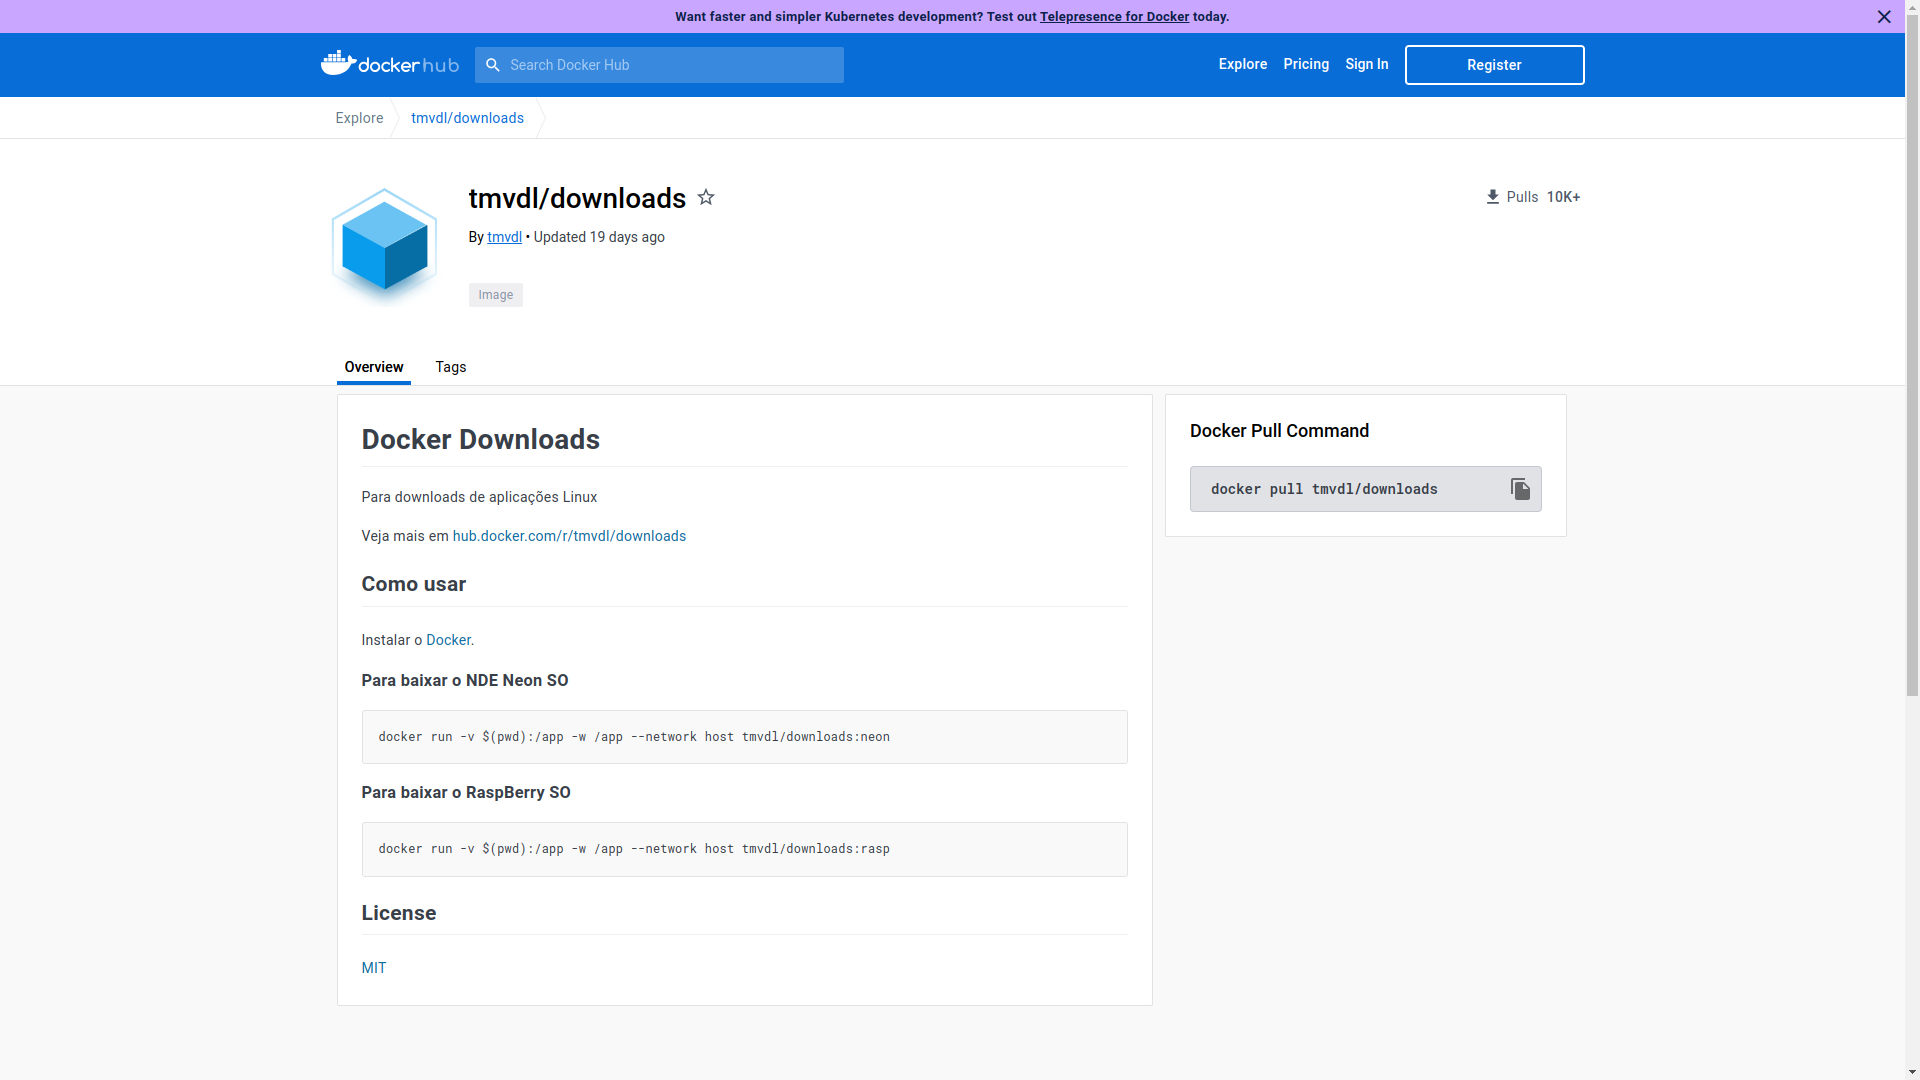 Want faster and simpler Kubernetes development? Test out Telepresence for Docker today.
docker hub
Search Docker Hub
Explore
Pricing
Sign In
Register
Explore
tmvdl/downloads
tmvdl/downloads
Pulls 10K+
By tmvdl • Updated 19 days ago
Image
Overview
Tags
Docker Downloads
Para downloads de aplicações Linux
Veja mais em hub.docker.com/r/tmvdl/downloads
Como usar
Instalar o Docker.
Para baixar o NDE Neon SO
docker run -v $(pwd):/app -w /app --network host tmvdl/downloads:neon
Para baixar o RaspBerry SO
docker run -v $(pwd):/app -w /app --network host tmvdl/downloads:rasp
License
MIT
Docker Pull Command
docker pull tmvdl/downloads